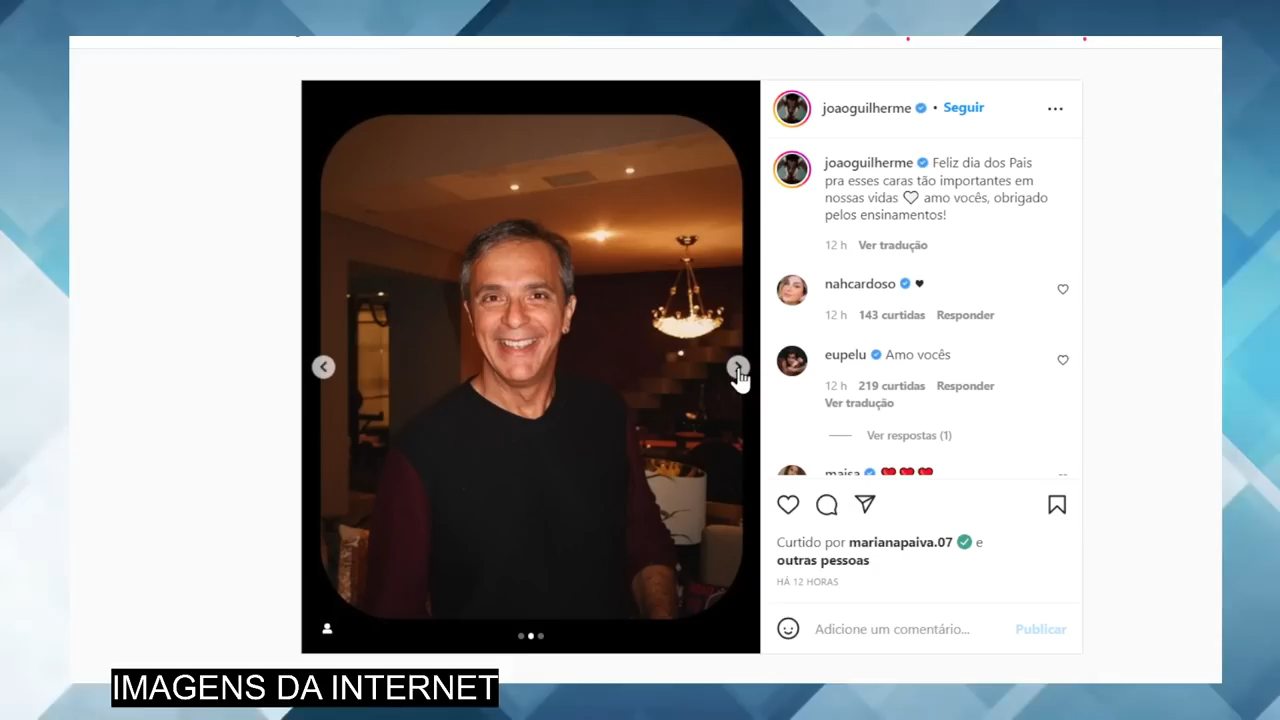 joaoguilherme • Seguir
joaoguilherme Feliz dia dos Pais
pra esses caras tão importantes em
nossas vidas ♡ amo vocês, obrigado
pelos ensinamentos!
12 h Ver tradução
nahcardoso 🖤
12 h 143 curtidas Responder
eupelu Amo vocês
12 h 219 curtidas Responder
Ver tradução
Ver respostas (1)
maisa ❤️❤️❤️
Curtido por marianapaiva.07 e
outras pessoas
HÁ 12 HORAS
Adicione um comentário... Publicar
IMAGENS DA INTERNET